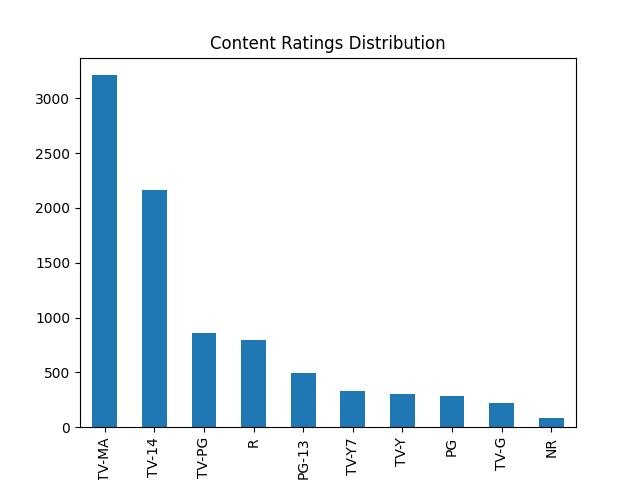 Content Ratings Distribution
3000
2500
2000
1500
1000
500
0
TV-MA
TV-14
TV-PG
R
PG-13
TV-Y7
TV-Y
PG
TV-G
NR